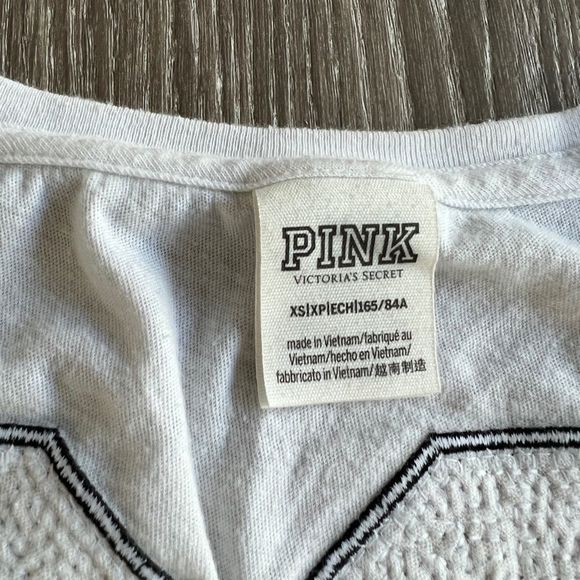 PINK
VICTORIA'S SECRET
XS|XP|ECH|165/84A
made in Vietnam/fabriqué au
Vietnam/hecho en Vietnam/
fabbricato in Vietnam/越南制造